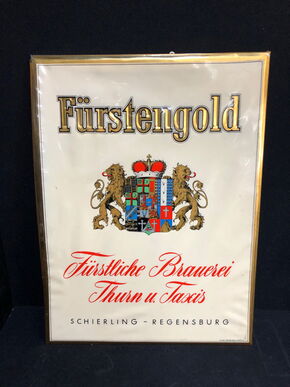 Fürstengold
Fürstliche Brauerei
Thurn u. Taxis
SCHIERLING – REGENSBURG